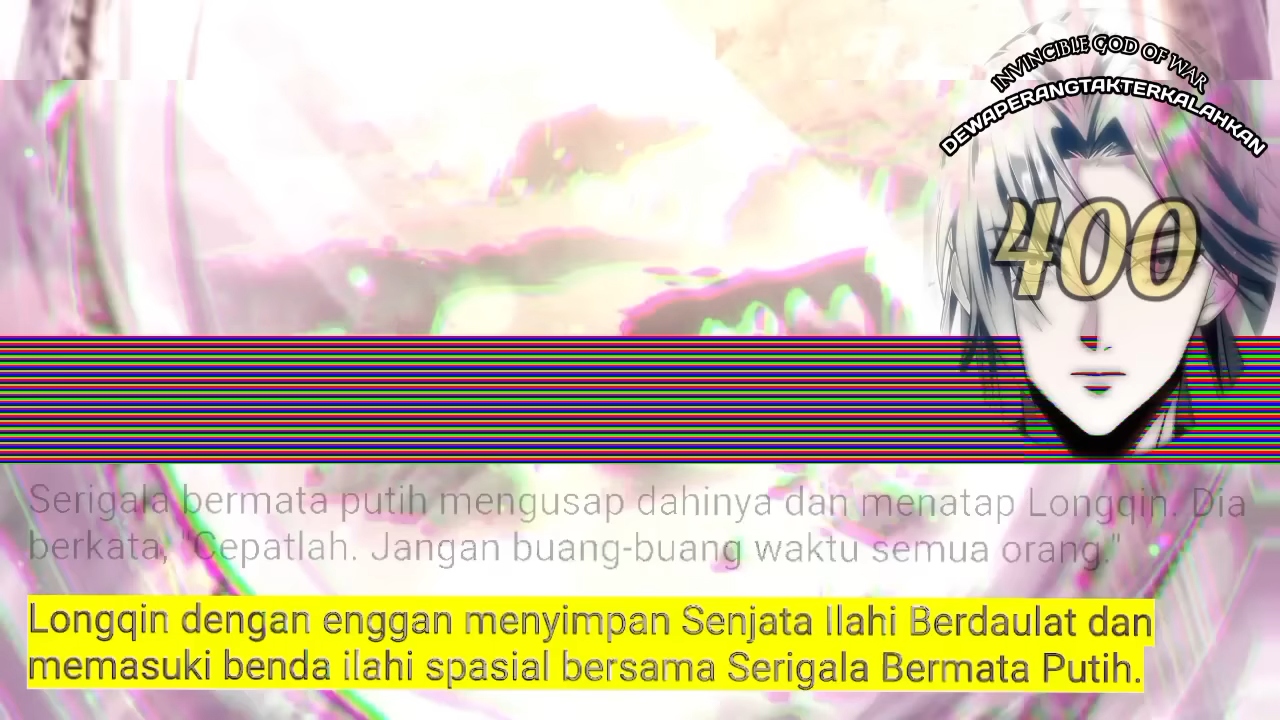 INVINCIBLE GOD OF WAR
DEWAPERANGTAKTERKALAHKAN
400
Serigala bermata putih mengusap dahinya dan menatap Longqin. Dia
berkata, "Cepatlah. Jangan buang-buang waktu semua orang."
Longqin dengan enggan menyimpan Senjata Ilahi Berdaulat dan
memasuki benda ilahi spasial bersama Serigala Bermata Putih.